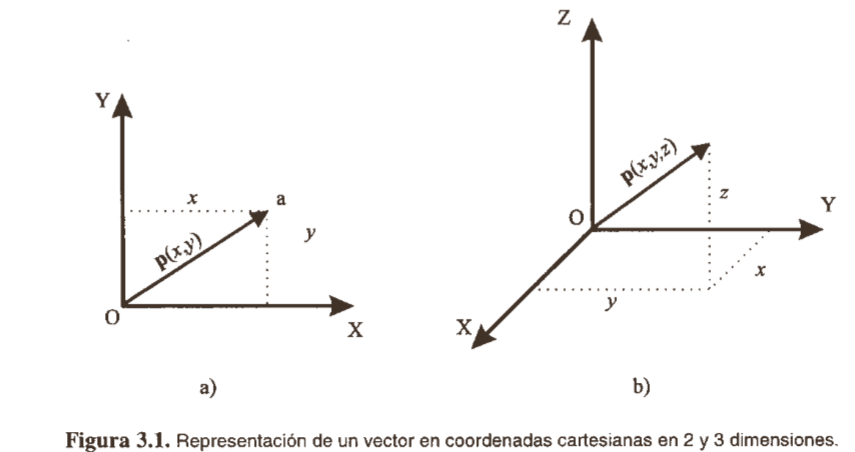 Z
Y
x
a
p(x,y)
y
O
X
a)
p(x,y,z)
z
O
Y
x
y
X
b)
Figura 3.1. Representación de un vector en coordenadas cartesianas en 2 y 3 dimensiones.